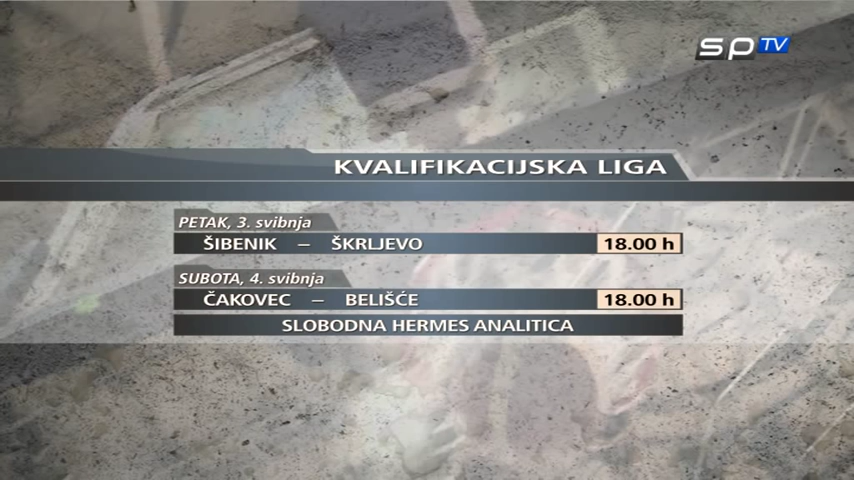 SPTV
KVALIFIKACIJSKA LIGA
PETAK, 3. svibnja
ŠIBENIK – ŠKRLJEVO 18.00 h
SUBOTA, 4. svibnja
ČAKOVEC – BELIŠĆE 18.00 h
SLOBODNA HERMES ANALITICA